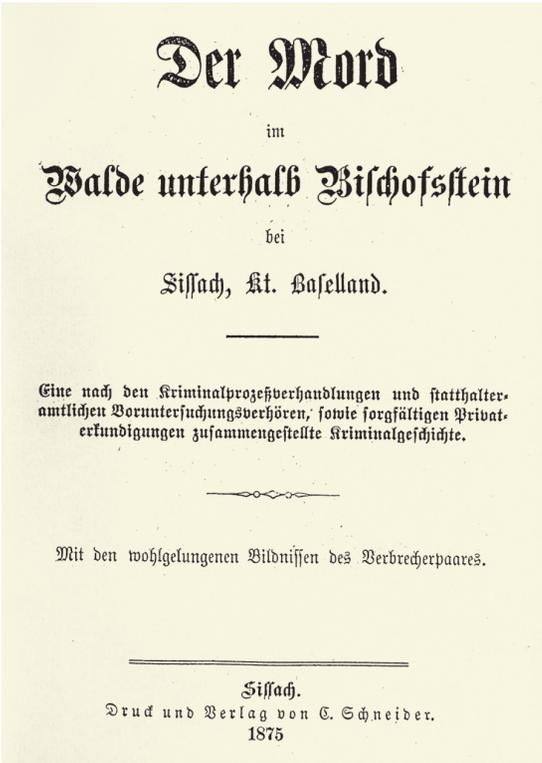 Der Mord
im
Walde unterhalb Bischofsstein
bei
Sissach, Kt. Baselland.
Eine nach den Kriminalprozeßverhandlungen und statthalter-
amtlichen Voruntersuchungsverhören, sowie sorgfältigen Privat-
erkundigungen zusammengestellte Kriminalgeschichte.
Mit den wohlgelungenen Bildnissen des Verbrecherpaares.
Sissach.
Druck und Verlag von C. Schneider.
1875